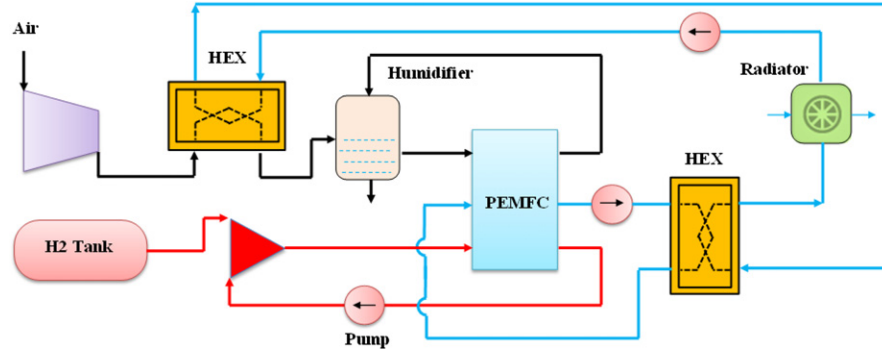 Air
HEX
Humidifier
Radiator
HEX
PEMFC
H2 Tank
Pump